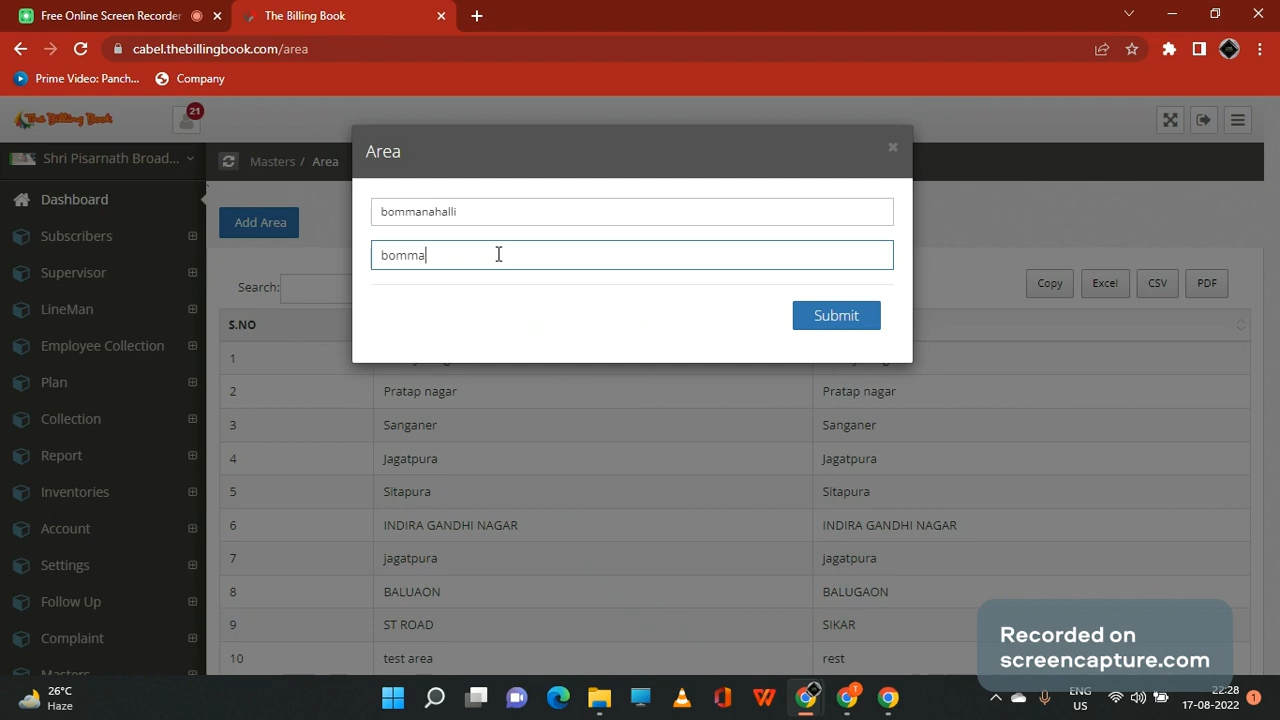 Free Online Screen Recorder
The Billing Book
cabel.thebillingbook.com/area
Prime Video: Panch...
Company
The Billing Book
21
Shri Pisarnath Broad...
Masters / Area
Area
bommanahalli
bomma
Submit
Dashboard
Subscribers
Supervisor
LineMan
Employee Collection
Plan
Collection
Report
Inventories
Account
Settings
Follow Up
Complaint
Add Area
Search:
Copy
Excel
CSV
PDF
S.NO
1
2 Pratap nagar Pratap nagar
3 Sanganer Sanganer
4 Jagatpura Jagatpura
5 Sitapura Sitapura
6 INDIRA GANDHI NAGAR INDIRA GANDHI NAGAR
7 jagatpura jagatpura
8 BALUAON BALUGAON
9 ST ROAD SIKAR
10 test area rest
Recorded on
screencapture.com
26°C
Haze
ENG
US
22:28
17-08-2022
1